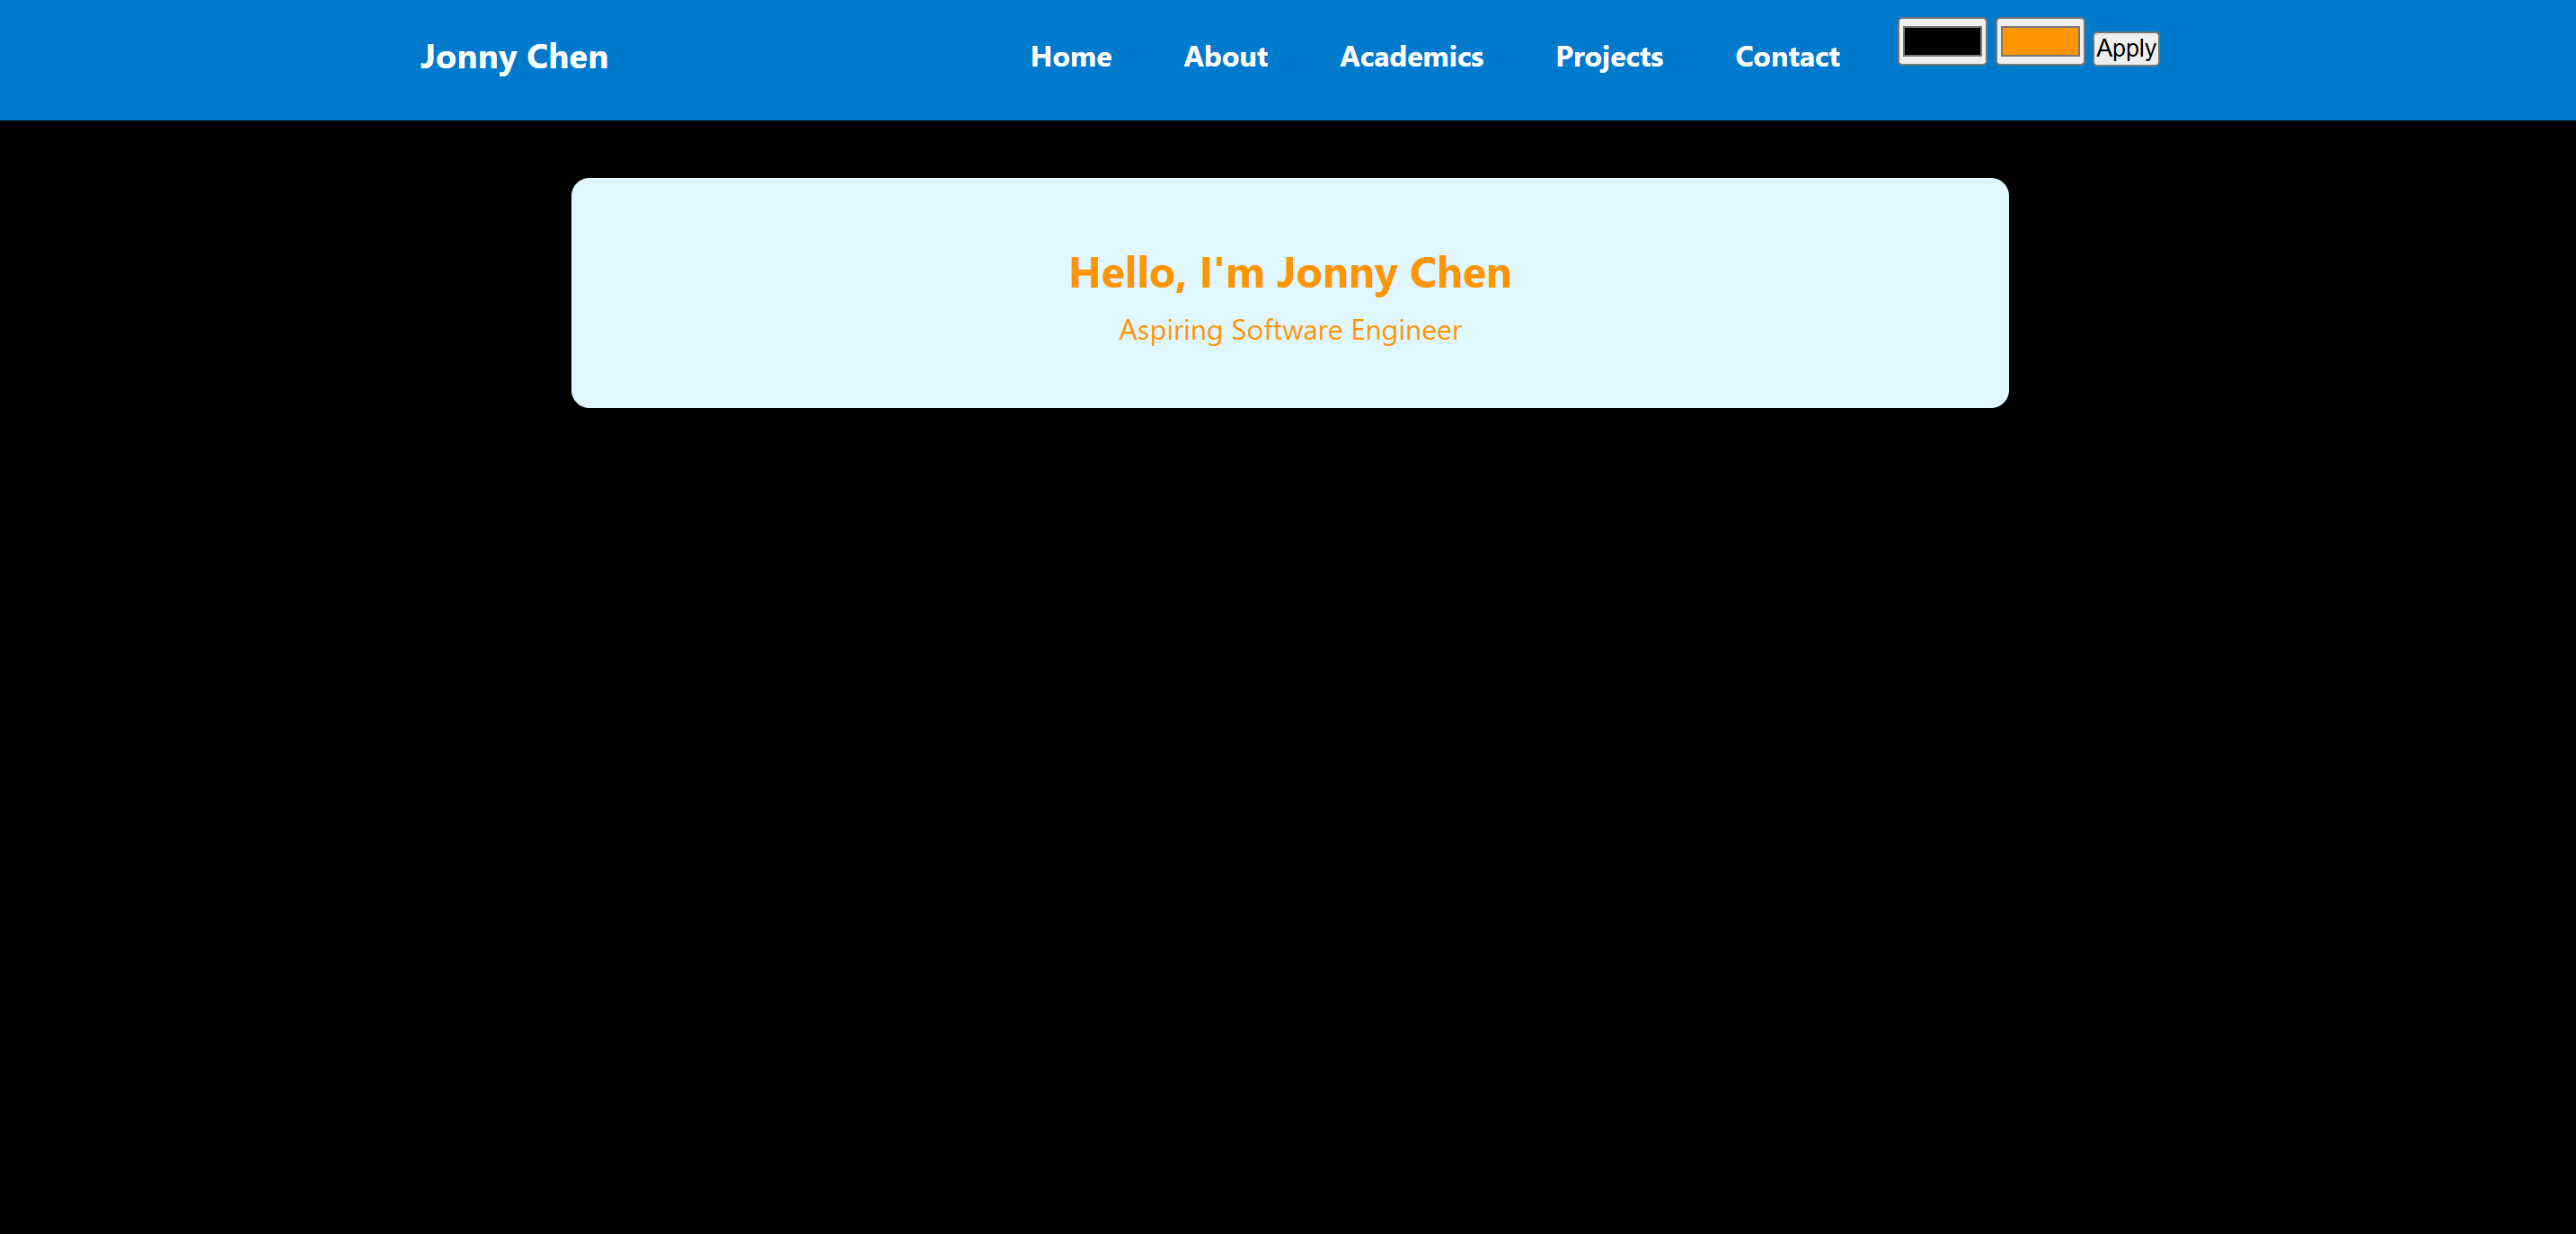 Jonny Chen
Home About Academics Projects Contact Apply
Hello, I'm Jonny Chen
Aspiring Software Engineer